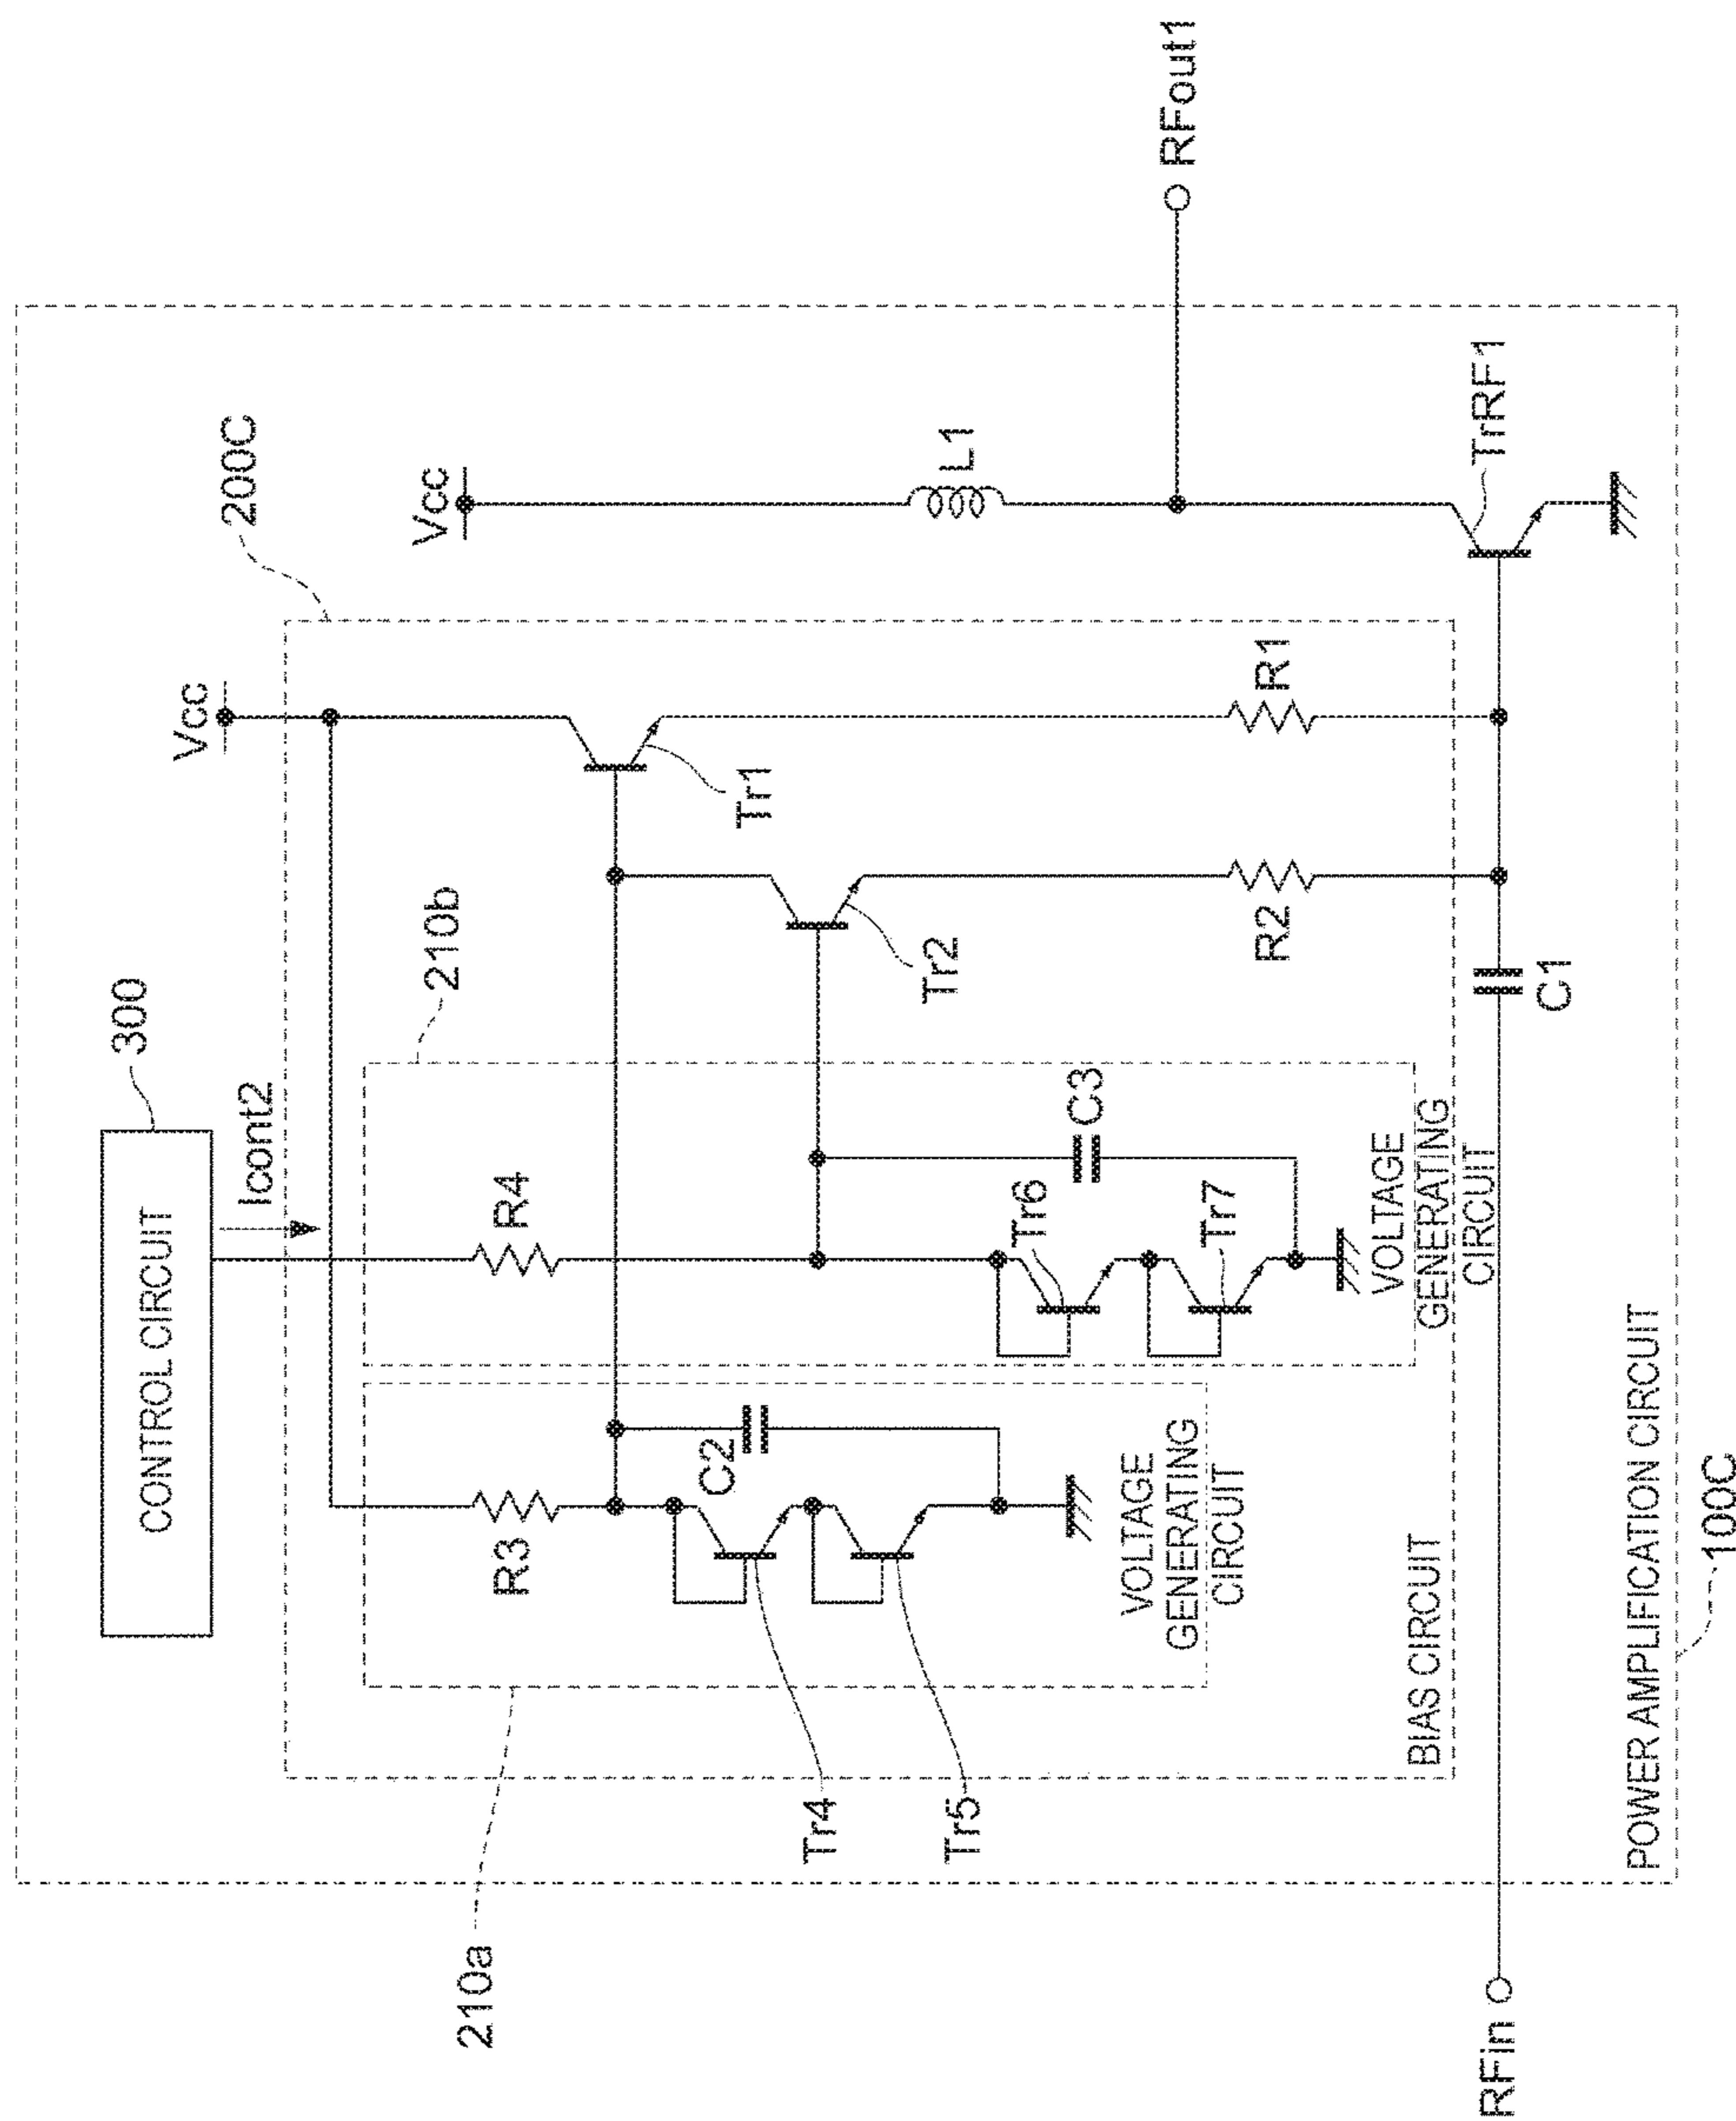 300
CONTROL CIRCUIT
Icont2
Vcc
200C
Vcc
210b
R3
R4
C2
Tr1
Tr2
L1
RFout1
Tr6
C3
Tr7
Tr4
Tr5
210a
VOLTAGE
GENERATING
CIRCUIT
VOLTAGE
GENERATING
CIRCUIT
R2
R1
BIAS CIRCUIT
TrRF1
RFin
C1
POWER AMPLIFICATION CIRCUIT
100C